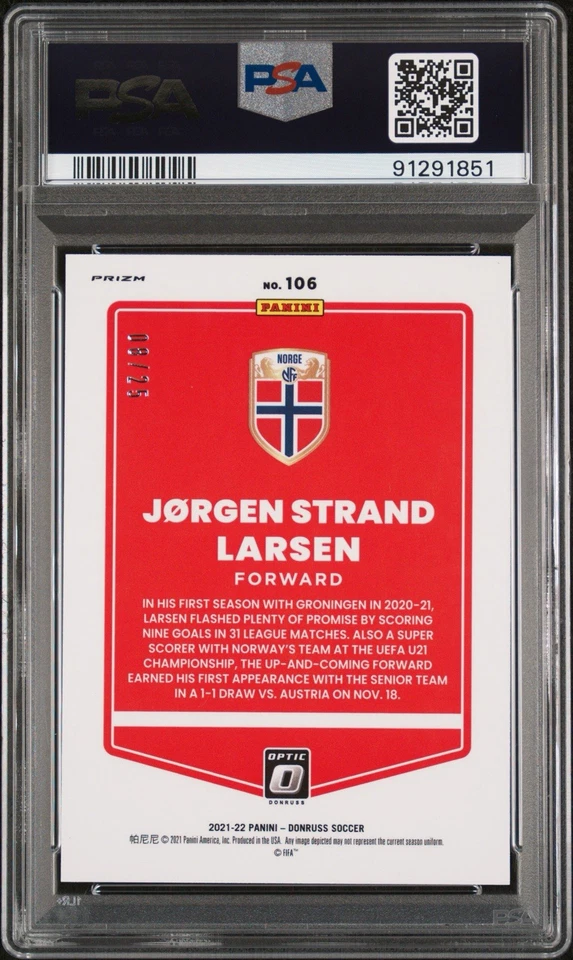 PSA
PSA
91291851
PRIZM
NO. 106
PANINI
08/25
NORGE
NFF
JØRGEN STRAND
LARSEN
FORWARD
IN HIS FIRST SEASON WITH GRONINGEN IN 2020-21,
LARSEN FLASHED PLENTY OF PROMISE BY SCORING
NINE GOALS IN 31 LEAGUE MATCHES. ALSO A SUPER
SCORER WITH NORWAY'S TEAM AT THE UEFA U21
CHAMPIONSHIP, THE UP-AND-COMING FORWARD
EARNED HIS FIRST APPEARANCE WITH THE SENIOR TEAM
IN A 1-1 DRAW VS. AUSTRIA ON NOV. 18.
OPTIC
DONRUSS
2021-22 PANINI – DONRUSS SOCCER
帕尼尼 © 2021 Panini America, Inc. Produced in the USA. Any image depicted may not represent the current season uniform.
© FIFA™
PSA